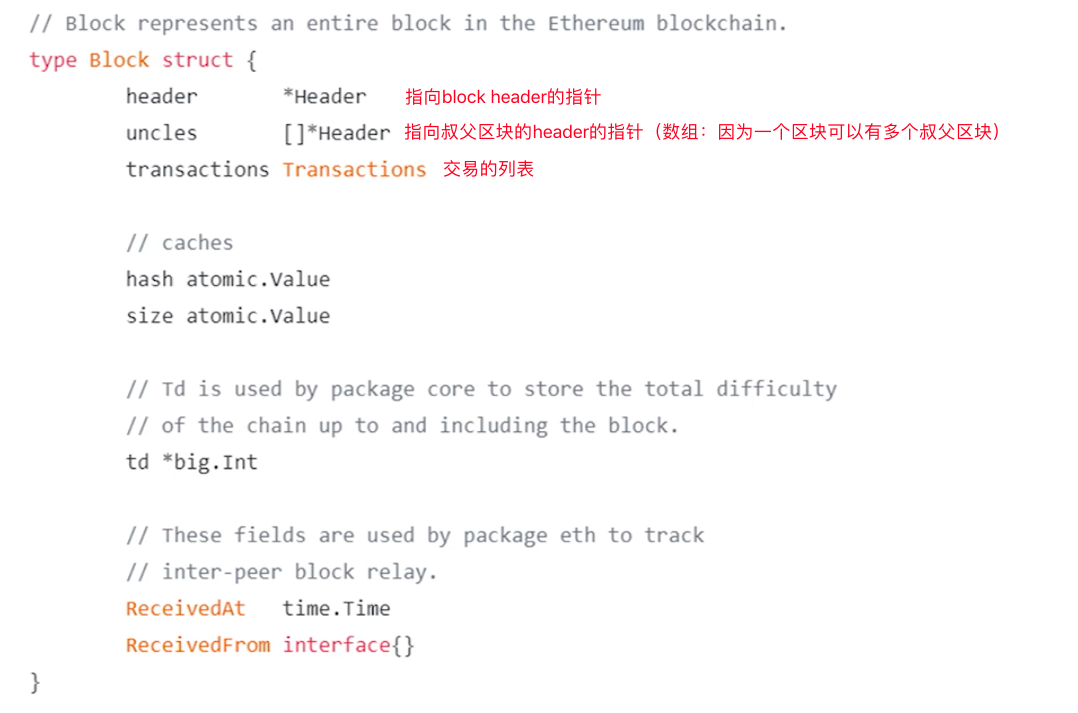 // Block represents an entire block in the Ethereum blockchain.
type Block struct {
header *Header 指向block header的指针
uncles []*Header 指向叔父区块的header的指针（数组：因为一个区块可以有多个叔父区块）
transactions Transactions 交易的列表
// caches
hash atomic.Value
size atomic.Value
// Td is used by package core to store the total difficulty
// of the chain up to and including the block.
td *big.Int
// These fields are used by package eth to track
// inter-peer block relay.
ReceivedAt time.Time
ReceivedFrom interface{}
}